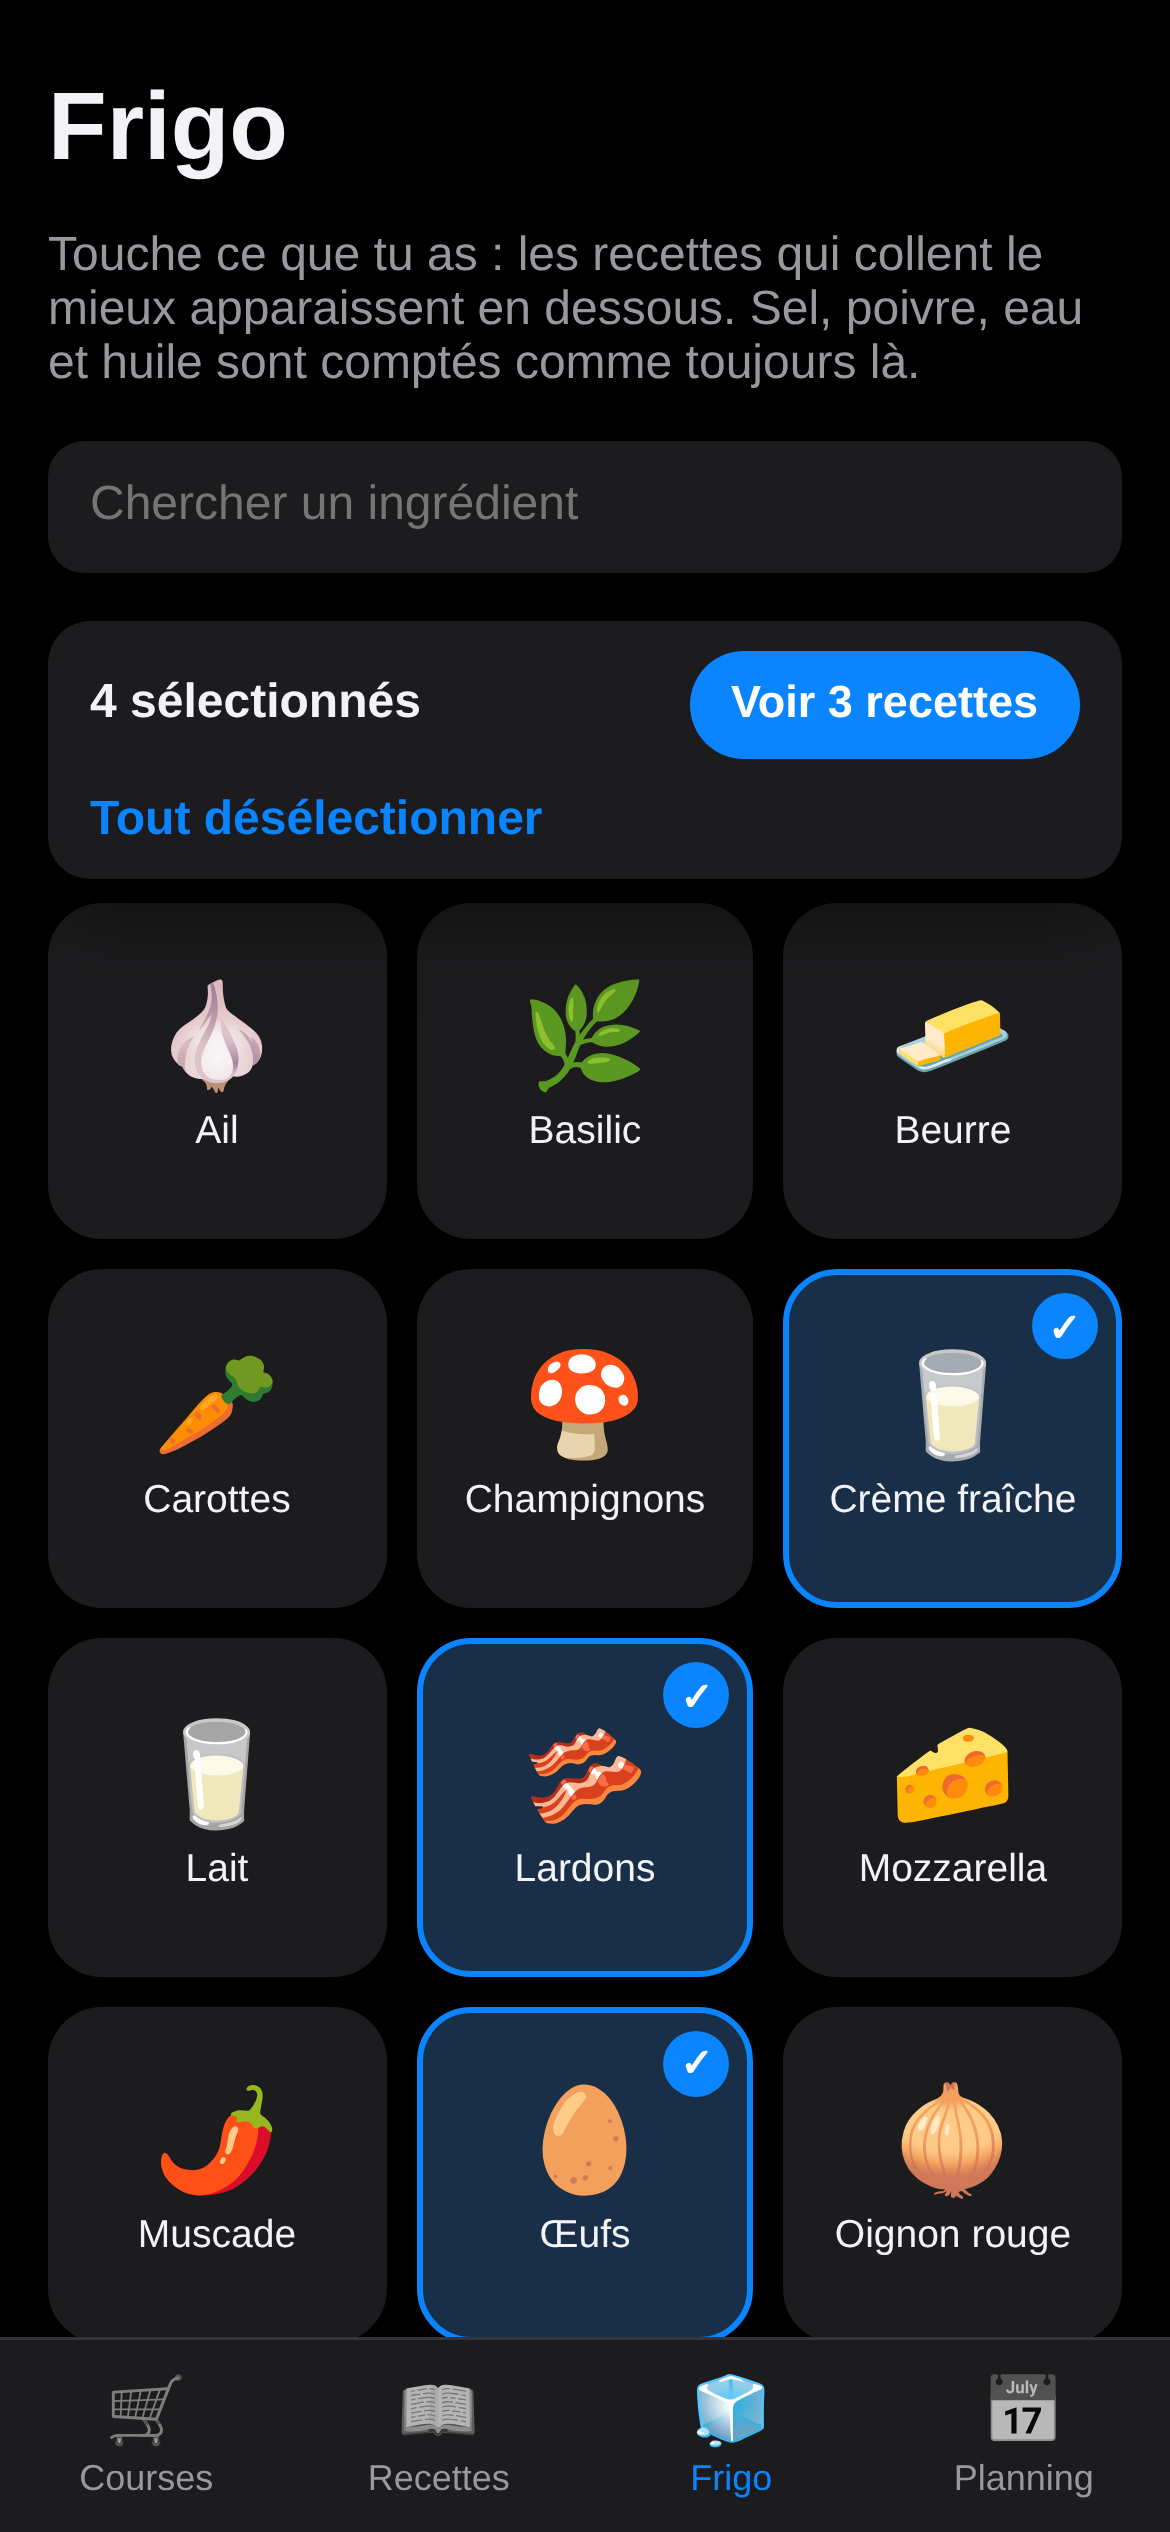 Frigo
Touche ce que tu as : les recettes qui collent le
mieux apparaissent en dessous. Sel, poivre, eau
et huile sont comptés comme toujours là.
Chercher un ingrédient
4 sélectionnés
Voir 3 recettes
Tout désélectionner
Ail
Basilic
Beurre
Carottes
Champignons
Crème fraîche
Lait
Lardons
Mozzarella
Muscade
Œufs
Oignon rouge
July
17
Courses
Recettes
Frigo
Planning